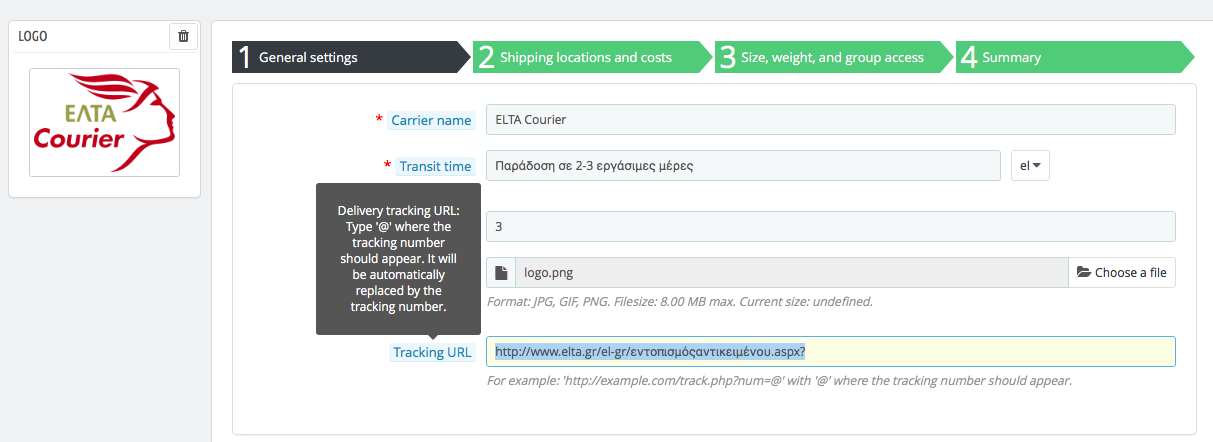 LOGO
ΕΛΤΑ
Courier
1 General settings
2 Shipping locations and costs
3 Size, weight, and group access
4 Summary
* Carrier name
ELTA Courier
* Transit time
Παράδοση σε 2-3 εργάσιμες μέρες
el
Delivery tracking URL:
Type '@' where the
tracking number
should appear. It will
be automatically
replaced by the
tracking number.
3
logo.png
Choose a file
Format: JPG, GIF, PNG. Filesize: 8.00 MB max. Current size: undefined.
Tracking URL
http://www.elta.gr/el-gr/εντοπισμόςαντικειμένου.aspx?
For example: 'http://example.com/track.php?num=@' with '@' where the tracking number should appear.